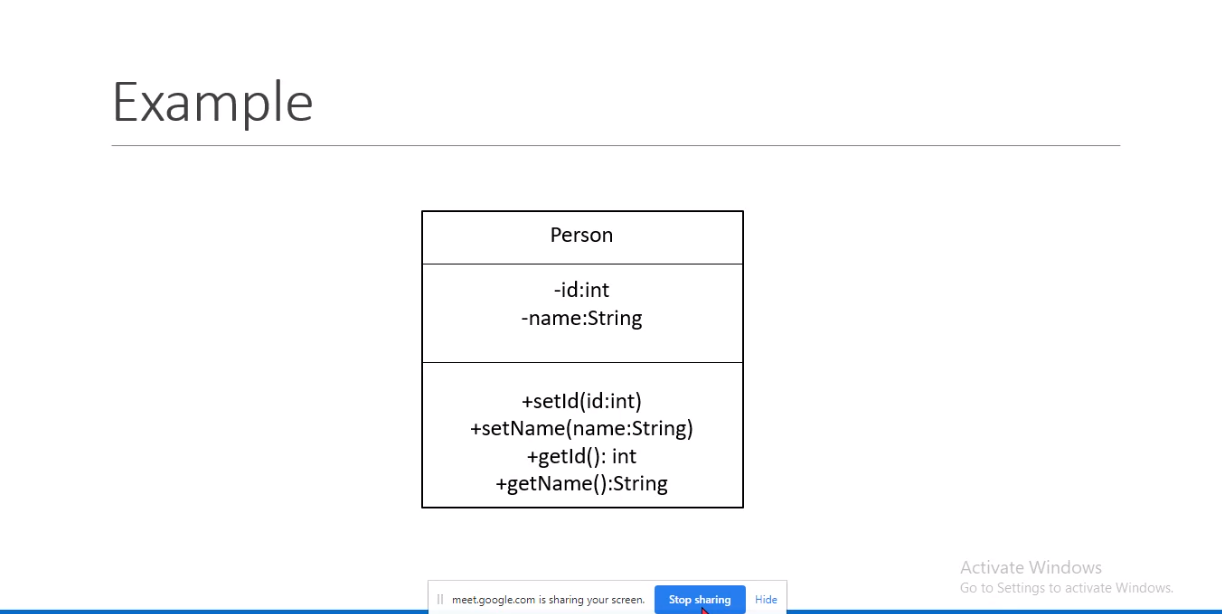 Example
Person
-id:int
-name:String
+setId(id:int)
+setName(name:String)
+getId(): int
+getName():String
Activate Windows
Go to Settings to activate Windows.
meet.google.com is sharing your screen. Stop sharing Hide